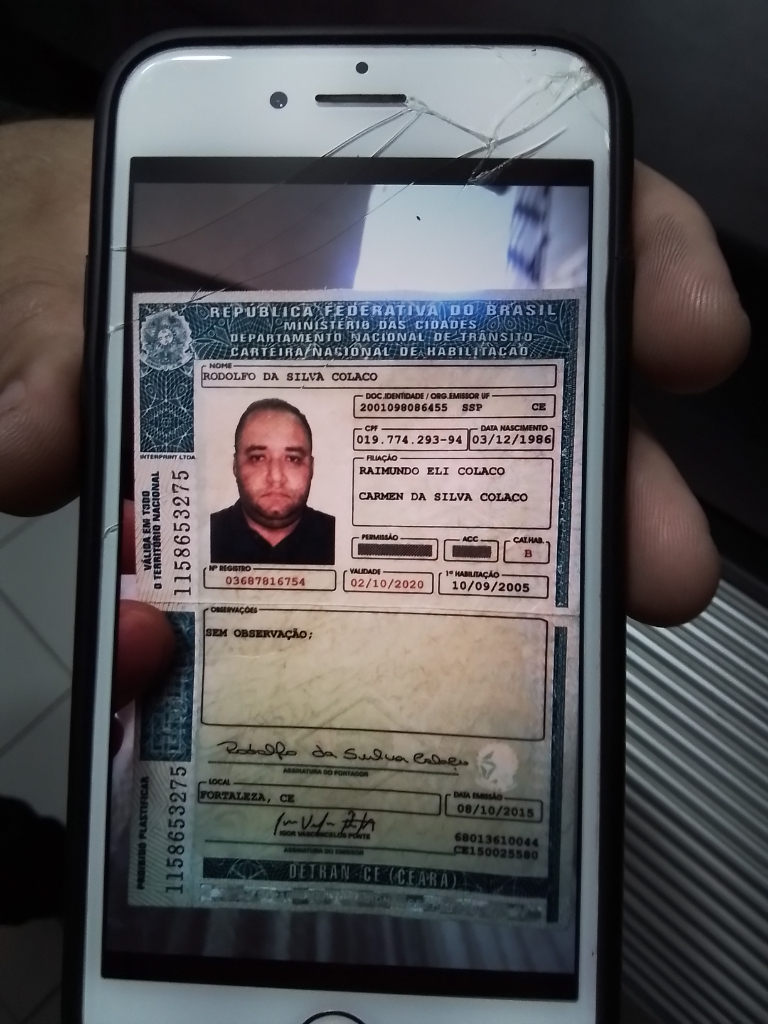 REPÚBLICA FEDERATIVA DO BRASIL
MINISTÉRIO DAS CIDADES
DEPARTAMENTO NACIONAL DE TRÂNSITO
CARTEIRA NACIONAL DE HABILITAÇÃO
NOME
RODOLFO DA SILVA COLACO
DOC. IDENTIDADE / ORG. EMISSOR UF
2001098086455 SSP CE
CPF DATA NASCIMENTO
019.774.293-94 03/12/1986
FILIAÇÃO
RAIMUNDO ELI COLACO
CARMEN DA SILVA COLACO
PERMISSÃO ACC CAT. HAB.
B
Nº REGISTRO VALIDADE 1ª HABILITAÇÃO
03687816754 02/10/2020 10/09/2005
INTERPRINT LTDA
VÁLIDA EM TODO
O TERRITÓRIO NACIONAL
1158653275
OBSERVAÇÕES
SEM OBSERVAÇÃO;
Rodolfo da Silva Colaço
ASSINATURA DO PORTADOR
LOCAL DATA EMISSÃO
FORTALEZA, CE 08/10/2015
IGOR VASCONCELOS PONTE
68013610044
CE150025580
ASSINATURA DO EMISSOR
PROIBIDO PLASTIFICAR
1158653275
DETRAN-CE (CEARÁ)